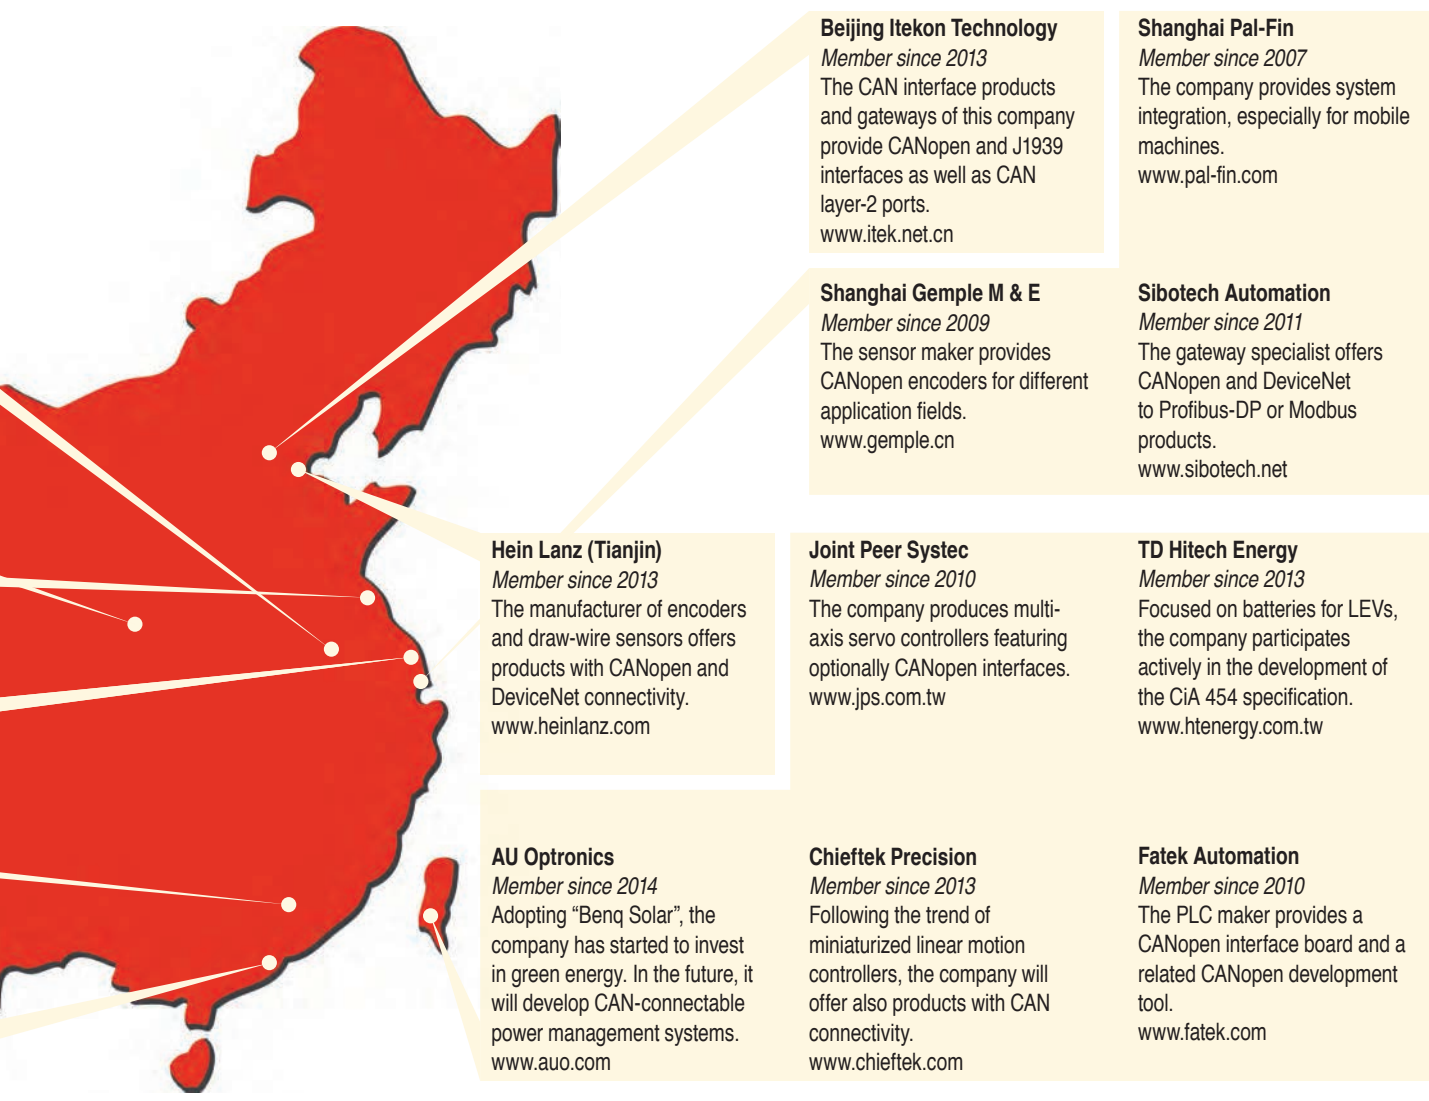 Beijing Itekon Technology
Member since 2013
The CAN interface products
and gateways of this company
provide CANopen and J1939
interfaces as well as CAN
layer-2 ports.
www.itek.net.cn
Shanghai Pal-Fin
Member since 2007
The company provides system
integration, especially for mobile
machines.
www.pal-fin.com
Shanghai Gemple M & E
Member since 2009
The sensor maker provides
CANopen encoders for different
application fields.
www.gemple.cn
Sibotech Automation
Member since 2011
The gateway specialist offers
CANopen and DeviceNet
to Profibus-DP or Modbus
products.
www.sibotech.net
Hein Lanz (Tianjin)
Member since 2013
The manufacturer of encoders
and draw-wire sensors offers
products with CANopen and
DeviceNet connectivity.
www.heinlanz.com
Joint Peer Systec
Member since 2010
The company produces multi-
axis servo controllers featuring
optionally CANopen interfaces.
www.jps.com.tw
TD Hitech Energy
Member since 2013
Focused on batteries for LEVs,
the company participates
actively in the development of
the CiA 454 specification.
www.htenergy.com.tw
AU Optronics
Member since 2014
Adopting “Benq Solar”, the
company has started to invest
in green energy. In the future, it
will develop CAN-connectable
power management systems.
www.auo.com
Chieftek Precision
Member since 2013
Following the trend of
miniaturized linear motion
controllers, the company will
offer also products with CAN
connectivity.
www.chieftek.com
Fatek Automation
Member since 2010
The PLC maker provides a
CANopen interface board and a
related CANopen development
tool.
www.fatek.com